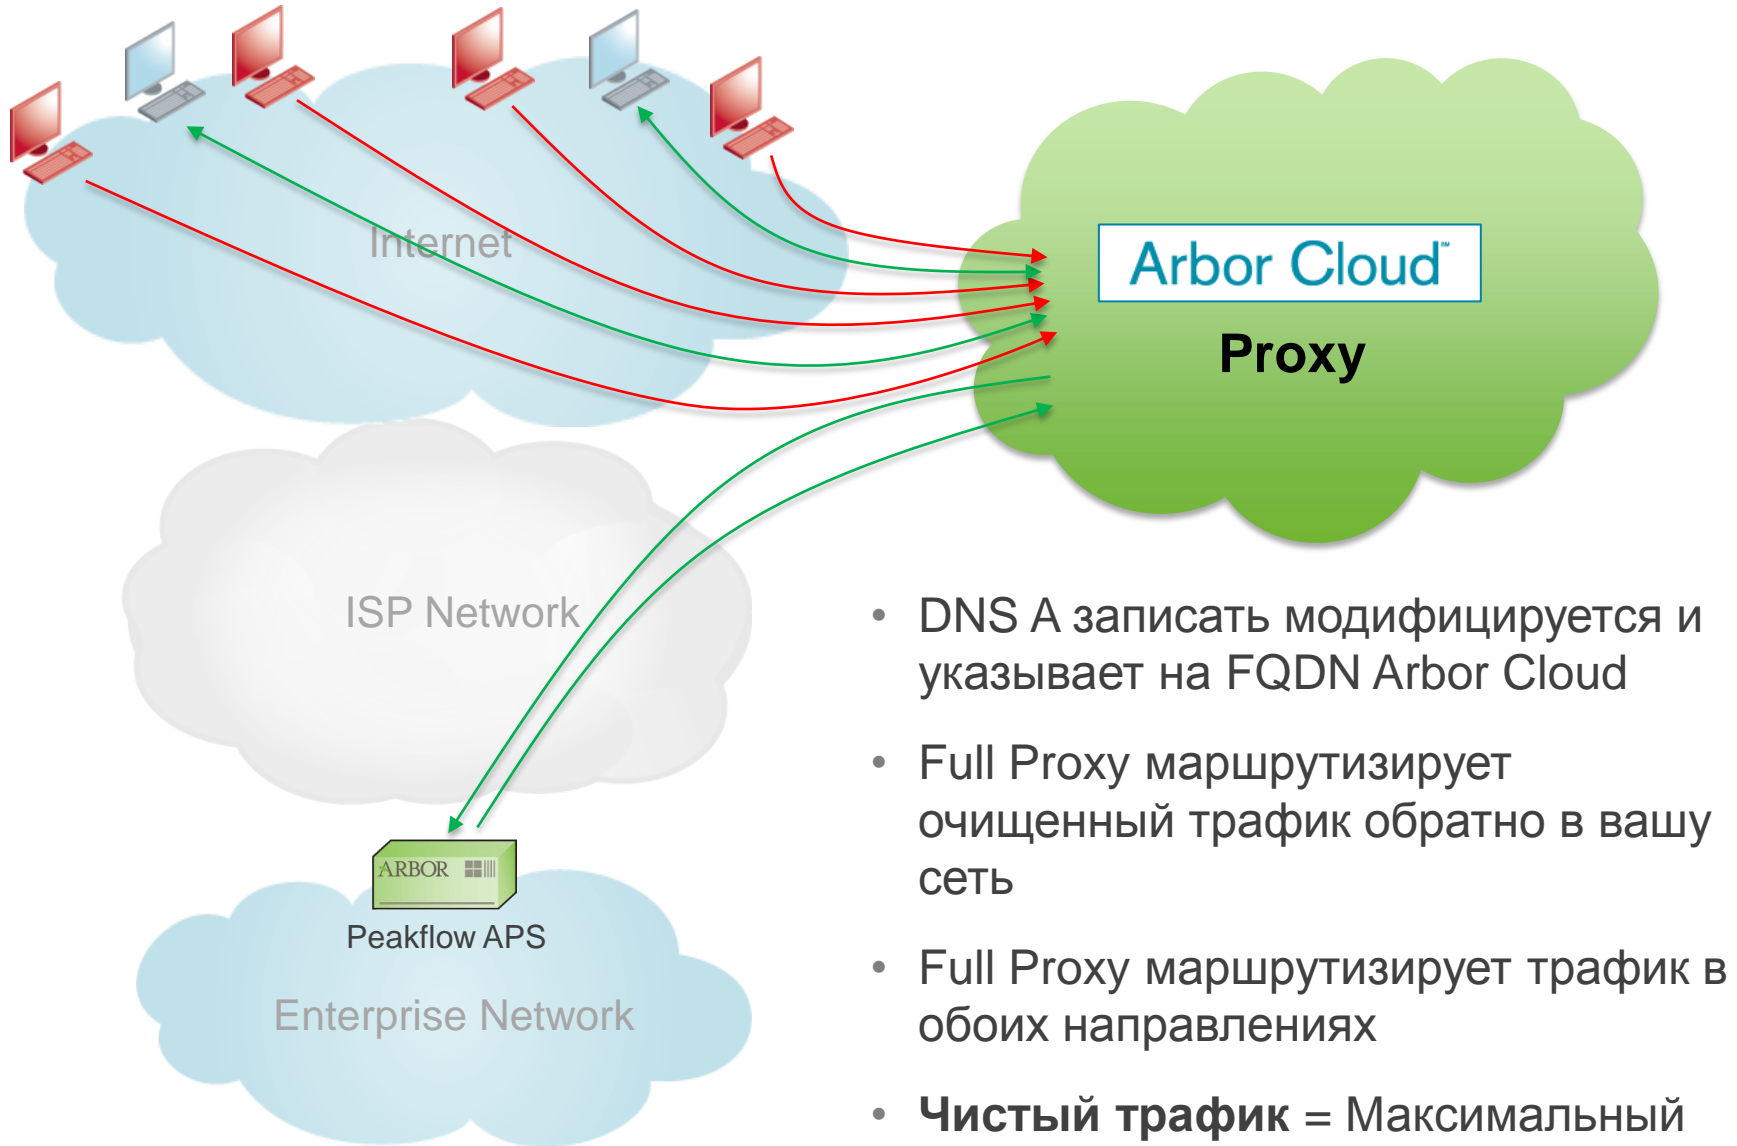 Internet
Arbor Cloud™
Proxy
ISP Network
ARBOR
Peakflow APS
Enterprise Network
• DNS A записать модифицируется и
указывает на FQDN Arbor Cloud
• Full Proxy маршрутизирует
очищенный трафик обратно в вашу
сеть
• Full Proxy маршрутизирует трафик в
обоих направлениях
• Чистый трафик = Максимальный